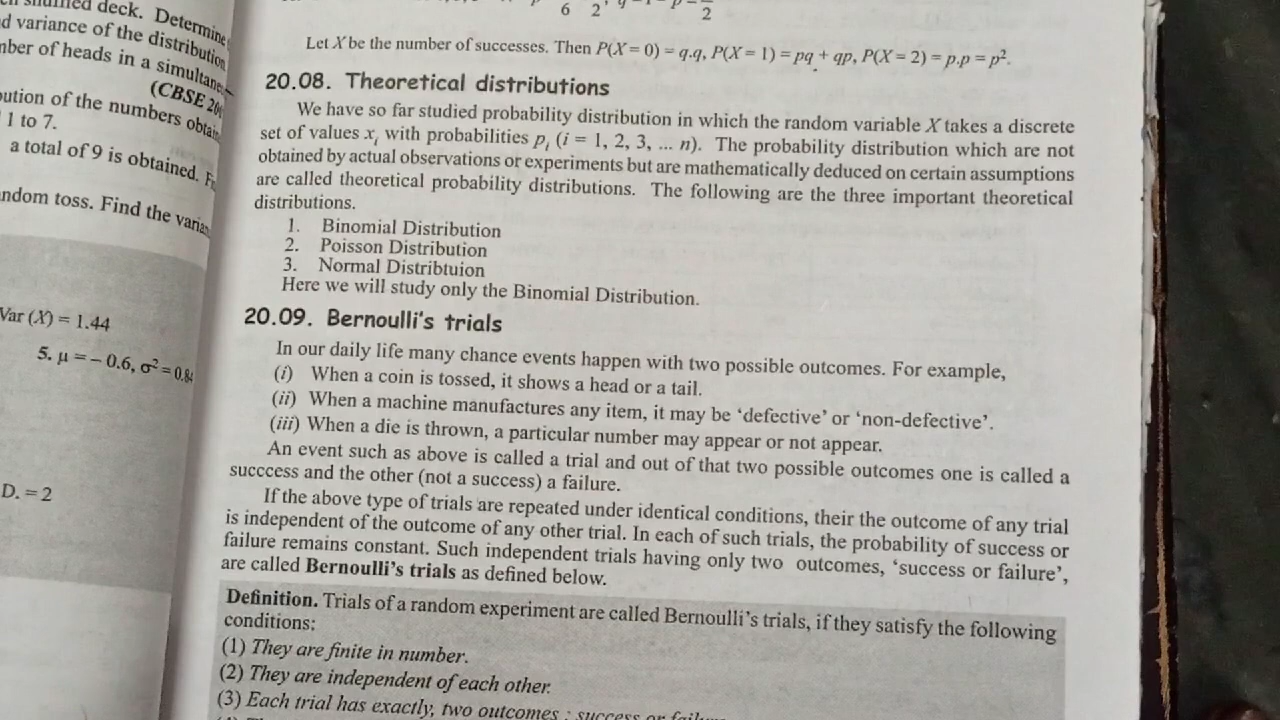 deck. Determine
d variance of the distribution
ber of heads in a simultane
(CBSE 20
ution of the numbers obtain
1 to 7.
a total of 9 is obtained.
ndom toss. Find the varian
Var (X) = 1.44
5. μ = – 0.6, σ² = 0.84
D. = 2
6 2 2
Let X be the number of successes. Then P(X = 0) = q.q, P(X = 1) = pq + qp, P(X = 2) = p.p = p².
20.08. Theoretical distributions
We have so far studied probability distribution in which the random variable X takes a discrete
set of values xᵢ with probabilities pᵢ (i = 1, 2, 3, ... n). The probability distribution which are not
obtained by actual observations or experiments but are mathematically deduced on certain assumptions
are called theoretical probability distributions. The following are the three important theoretical
distributions.
1. Binomial Distribution
2. Poisson Distribution
3. Normal Distribtuion
Here we will study only the Binomial Distribution.
20.09. Bernoulli's trials
In our daily life many chance events happen with two possible outcomes. For example,
(i) When a coin is tossed, it shows a head or a tail.
(ii) When a machine manufactures any item, it may be 'defective' or 'non-defective'.
(iii) When a die is thrown, a particular number may appear or not appear.
An event such as above is called a trial and out of that two possible outcomes one is called a
succcess and the other (not a success) a failure.
If the above type of trials are repeated under identical conditions, their the outcome of any trial
is independent of the outcome of any other trial. In each of such trials, the probability of success or
failure remains constant. Such independent trials having only two outcomes, 'success or failure',
are called Bernoulli's trials as defined below.
Definition. Trials of a random experiment are called Bernoulli's trials, if they satisfy the following
conditions:
(1) They are finite in number.
(2) They are independent of each other.
(3) Each trial has exactly, two outcomes : success or failu